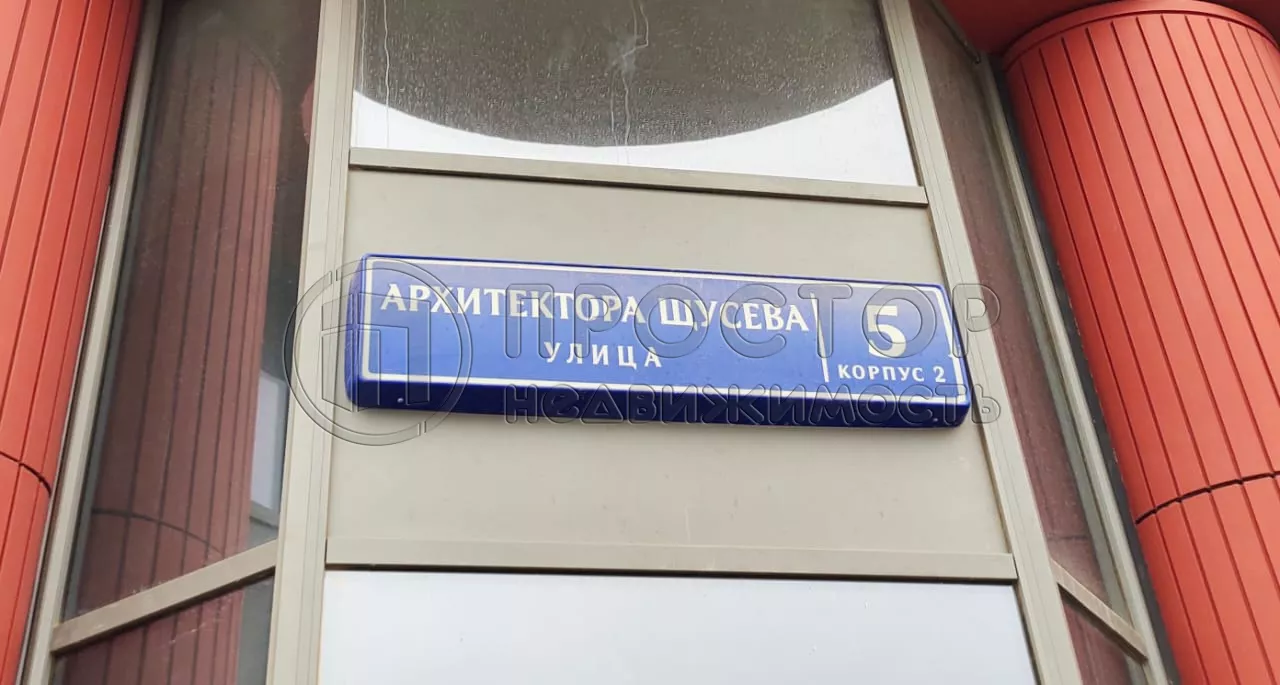 АРХИТЕКТОРА ЩУСЕВА
УЛИЦА
5
КОРПУС 2
ПРОСТОР
недвижимость